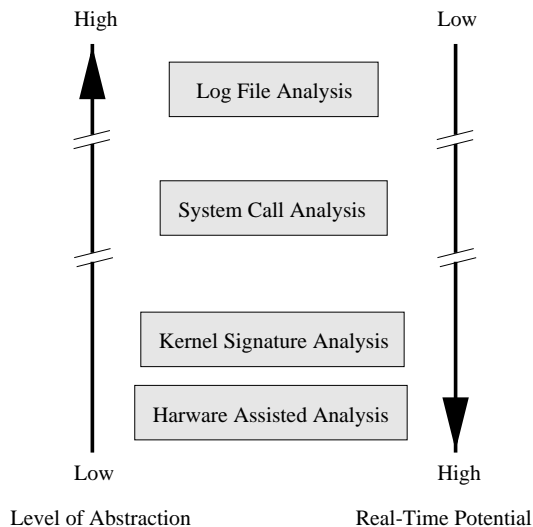 High
Low
Log File Analysis
System Call Analysis
Kernel Signature Analysis
Harware Assisted Analysis
Low
High
Level of Abstraction
Real-Time Potential